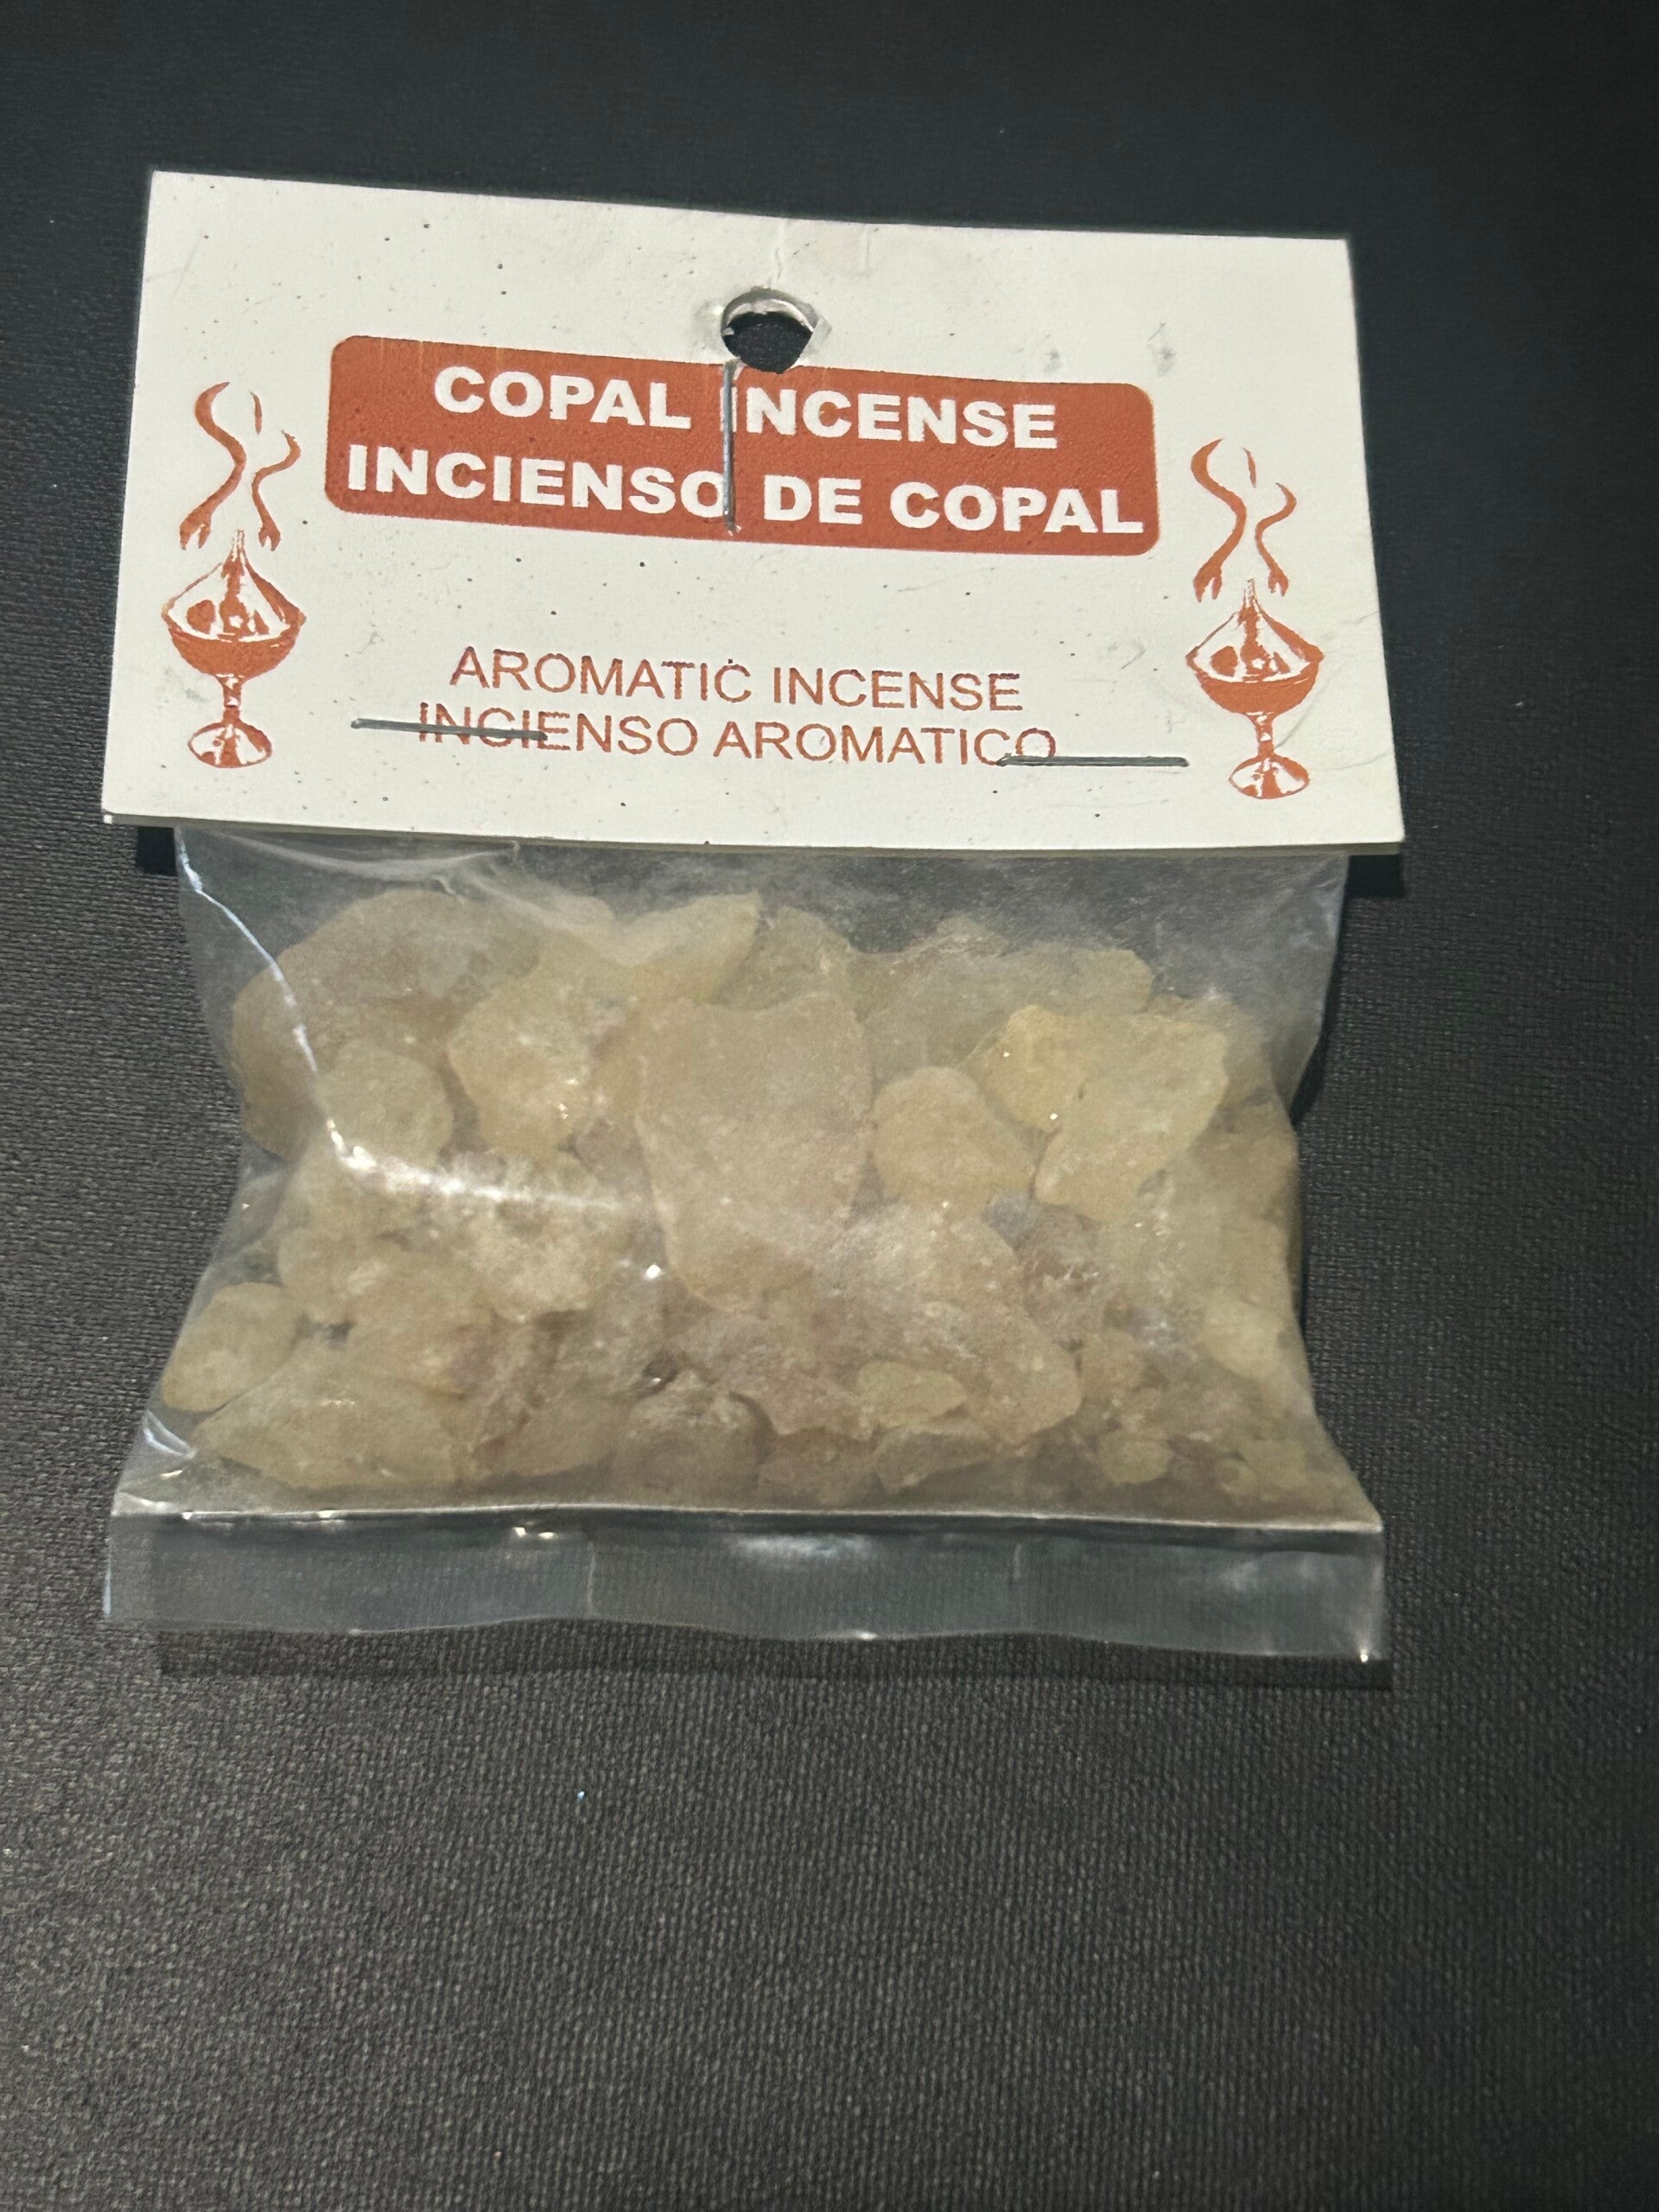 COPAL INCENSE
INCIENSO DE COPAL
AROMATIC INCENSE
INCIENSO AROMATICO